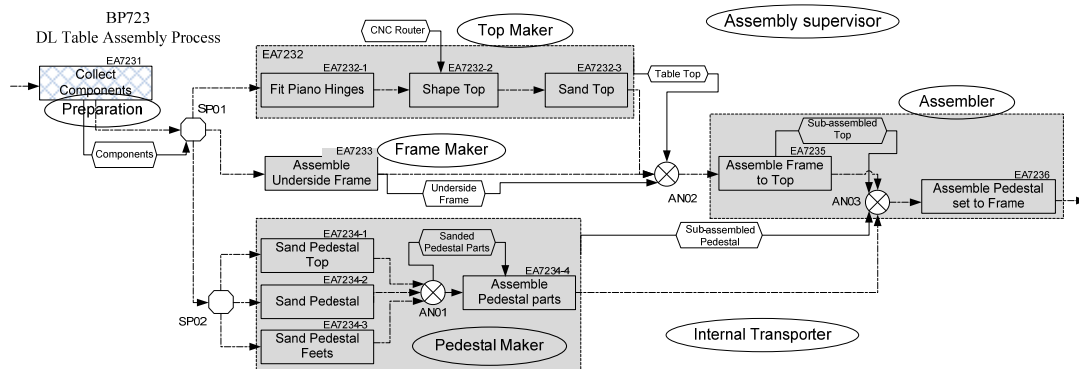 BP723
DL Table Assembly Process
Assembly supervisor
CNC Router
Top Maker
EA7231
Collect
Components
Preparation
Components
SP01
EA7232
EA7232-1
Fit Piano Hinges
EA7232-2
Shape Top
EA7232-3
Sand Top
Table Top
Assembler
EA7233
Assemble
Underside Frame
Frame Maker
Underside
Frame
AN02
Sub-assembled
Top
EA7235
Assemble Frame
to Top
AN03
EA7236
Assemble Pedestal
set to Frame
EA7234-1
Sand Pedestal
Top
EA7234-2
Sand Pedestal
EA7234-3
Sand Pedestal
Feets
SP02
Sanded
Pedestal Parts
AN01
EA7234-4
Assemble
Pedestal parts
Pedestal Maker
Sub-assembled
Pedestal
Internal Transporter